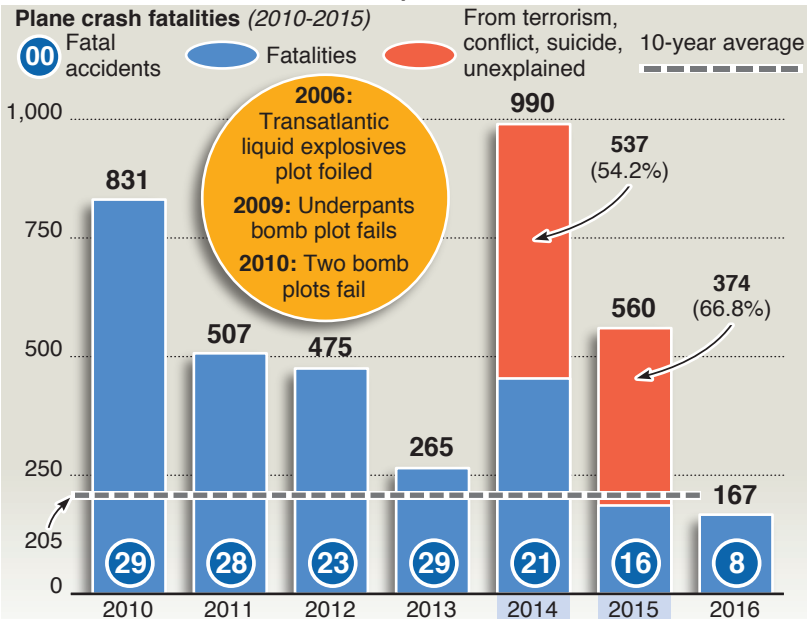 Plane crash fatalities (2010-2015)
00 Fatal accidents
Fatalities
From terrorism,
conflict, suicide,
unexplained
10-year average
2006:
Transatlantic
liquid explosives
plot foiled
2009: Underpants
bomb plot fails
2010: Two bomb
plots fail
1,000
750
500
250
205
0
831
507
475
265
990
537
(54.2%)
560
374
(66.8%)
167
29 28 23 29 21 16 8
2010 2011 2012 2013 2014 2015 2016